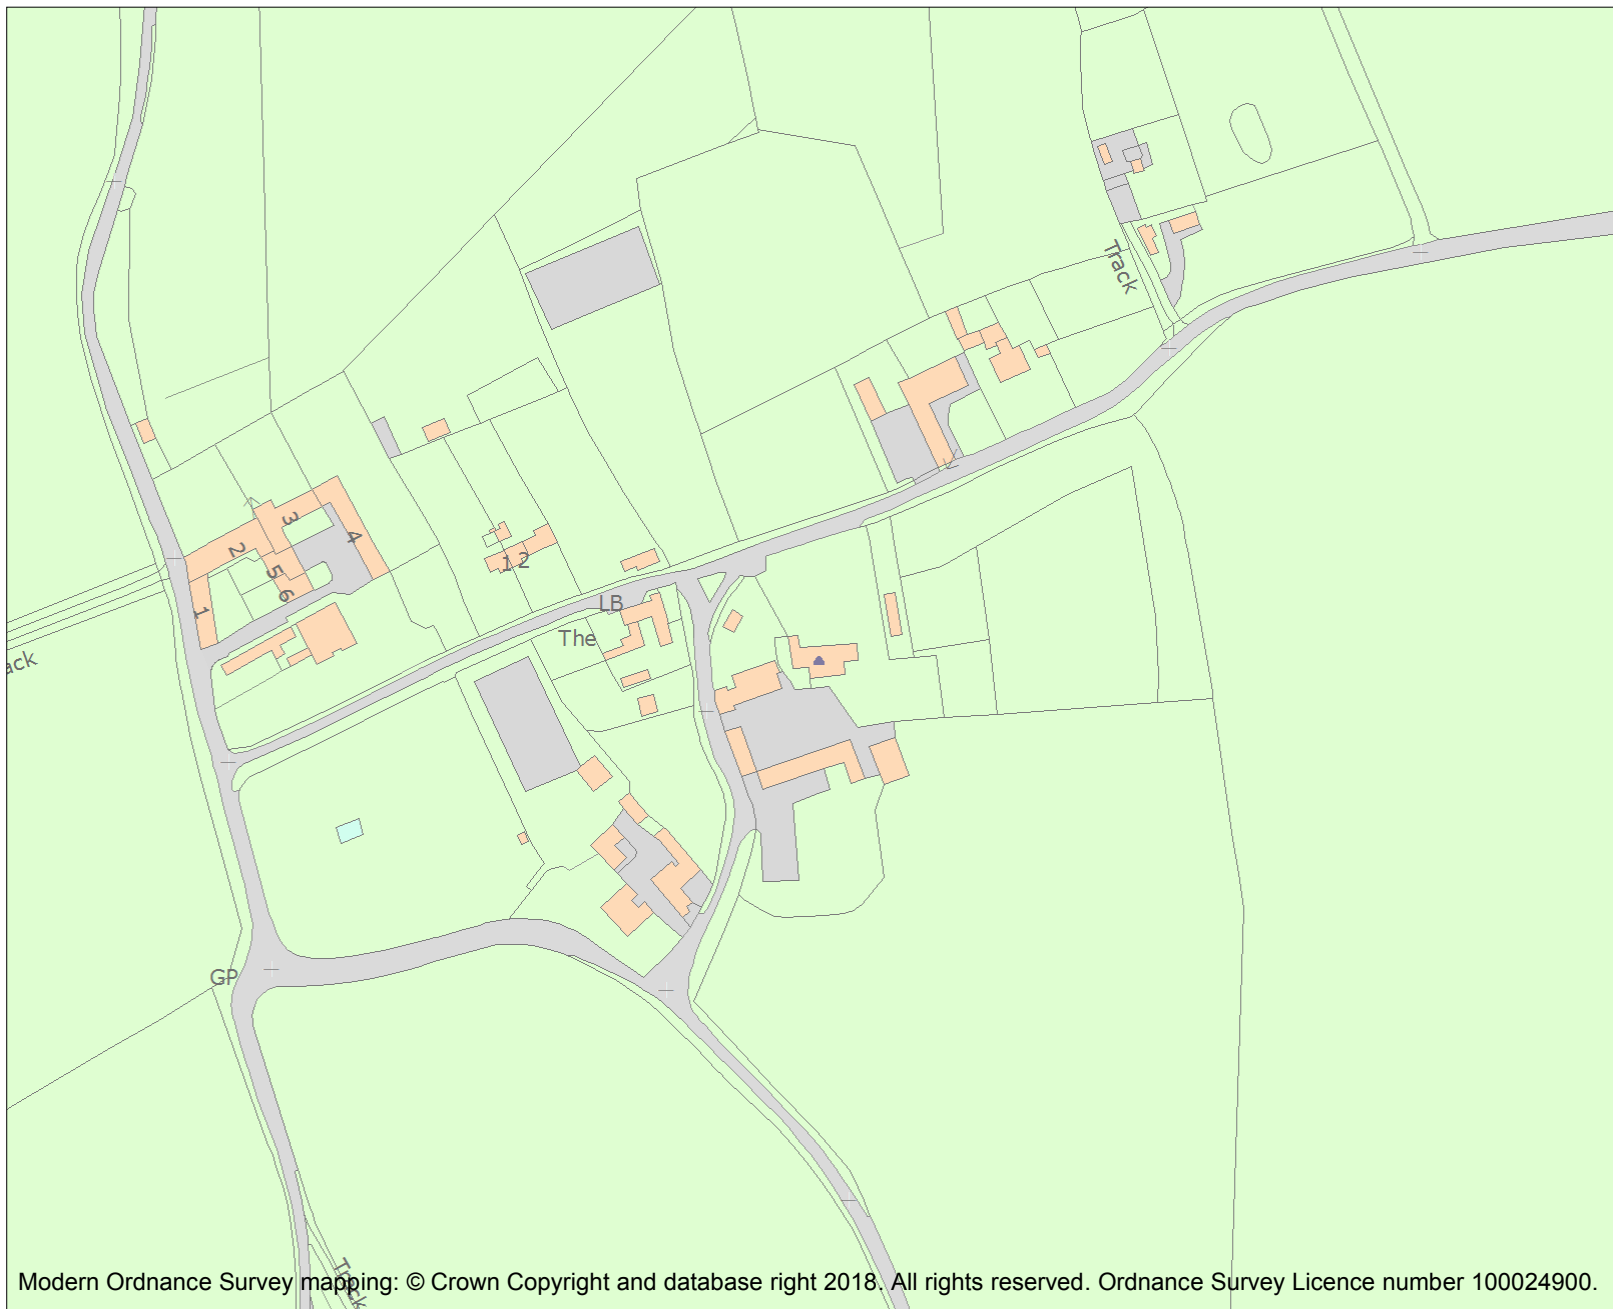 Track
3
2
4
5
6
1
1 2
LB
The
ack
GP
Track
Modern Ordnance Survey mapping: © Crown Copyright and database right 2018. All rights reserved. Ordnance Survey Licence number 100024900.